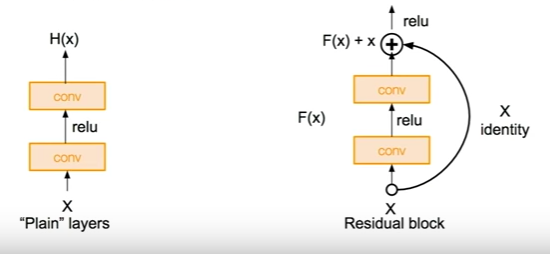 H(x)
conv
relu
conv
X
"Plain" layers
relu
F(x) + x
conv
F(x)
relu
conv
X
identity
X
Residual block